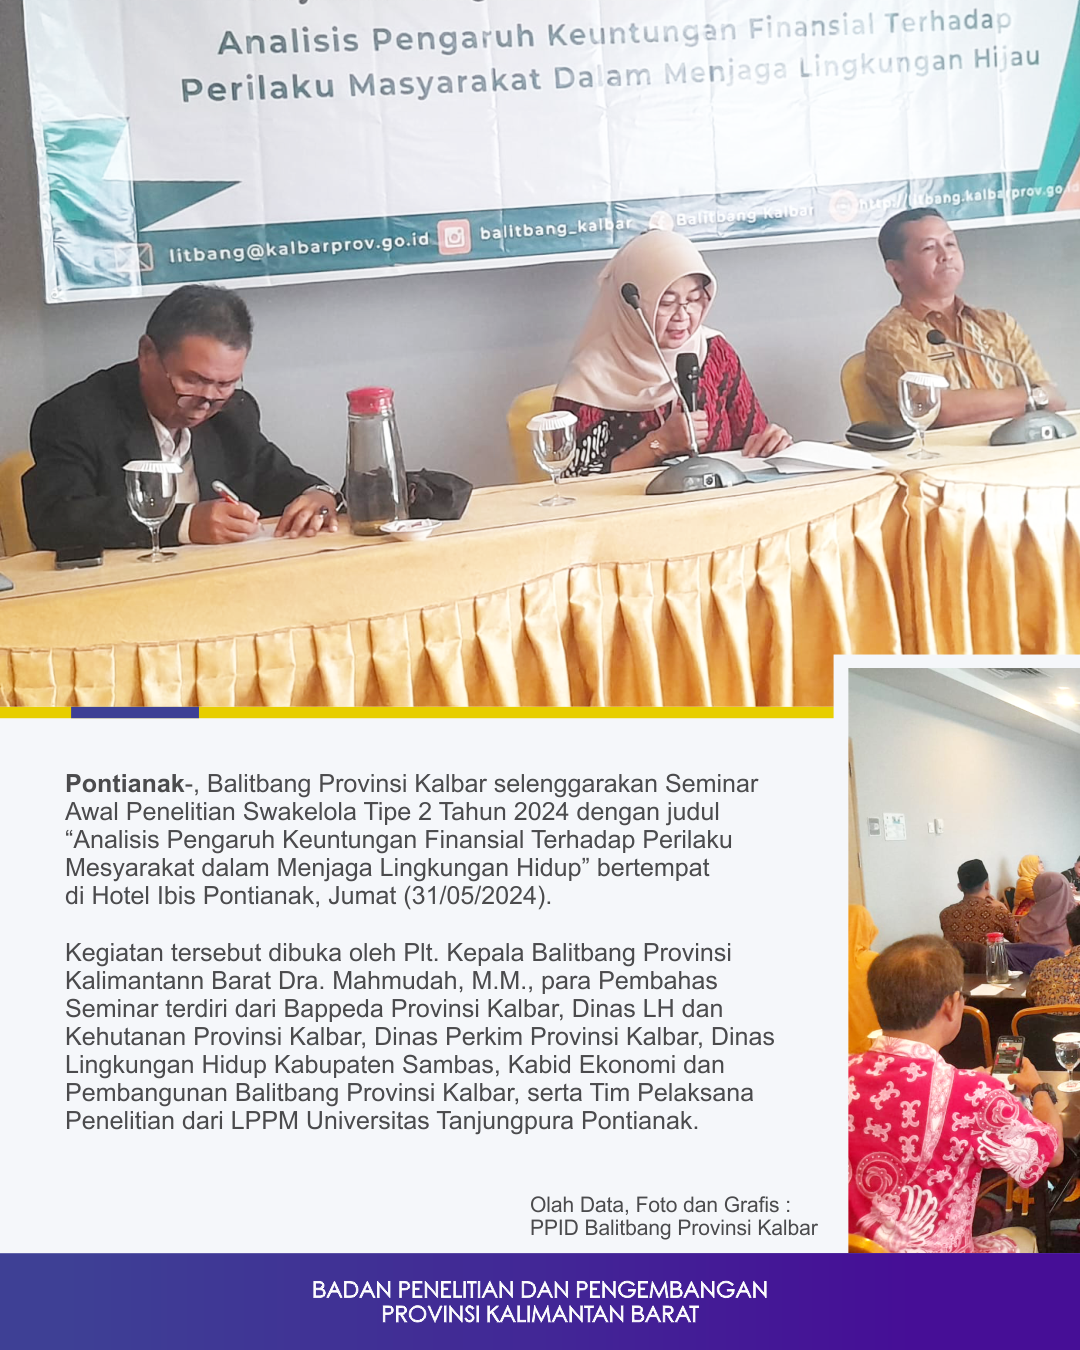 Analisis Pengaruh Keuntungan Finansial Terhadap
Perilaku Masyarakat Dalam Menjaga Lingkungan Hijau
litbang@kalbarprov.go.id balitbang_kalbar Balitbang Kalbar http://litbang.kalbarprov.go.id
Pontianak-, Balitbang Provinsi Kalbar selenggarakan Seminar
Awal Penelitian Swakelola Tipe 2 Tahun 2024 dengan judul
“Analisis Pengaruh Keuntungan Finansial Terhadap Perilaku
Mesyarakat dalam Menjaga Lingkungan Hidup” bertempat
di Hotel Ibis Pontianak, Jumat (31/05/2024).
Kegiatan tersebut dibuka oleh Plt. Kepala Balitbang Provinsi
Kalimantann Barat Dra. Mahmudah, M.M., para Pembahas
Seminar terdiri dari Bappeda Provinsi Kalbar, Dinas LH dan
Kehutanan Provinsi Kalbar, Dinas Perkim Provinsi Kalbar, Dinas
Lingkungan Hidup Kabupaten Sambas, Kabid Ekonomi dan
Pembangunan Balitbang Provinsi Kalbar, serta Tim Pelaksana
Penelitian dari LPPM Universitas Tanjungpura Pontianak.
Olah Data, Foto dan Grafis :
PPID Balitbang Provinsi Kalbar
BADAN PENELITIAN DAN PENGEMBANGAN
PROVINSI KALIMANTAN BARAT